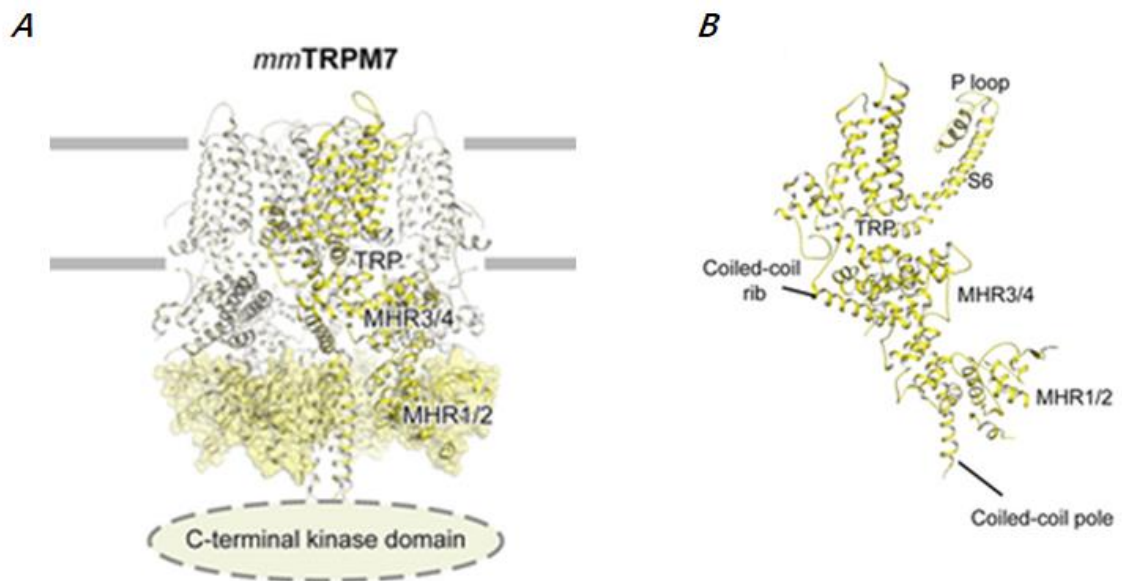 A
mmTRPM7
TRP
MHR3/4
MHR1/2
C-terminal kinase domain
B
P loop
S6
TRP
Coiled-coil
rib
MHR3/4
MHR1/2
Coiled-coil pole